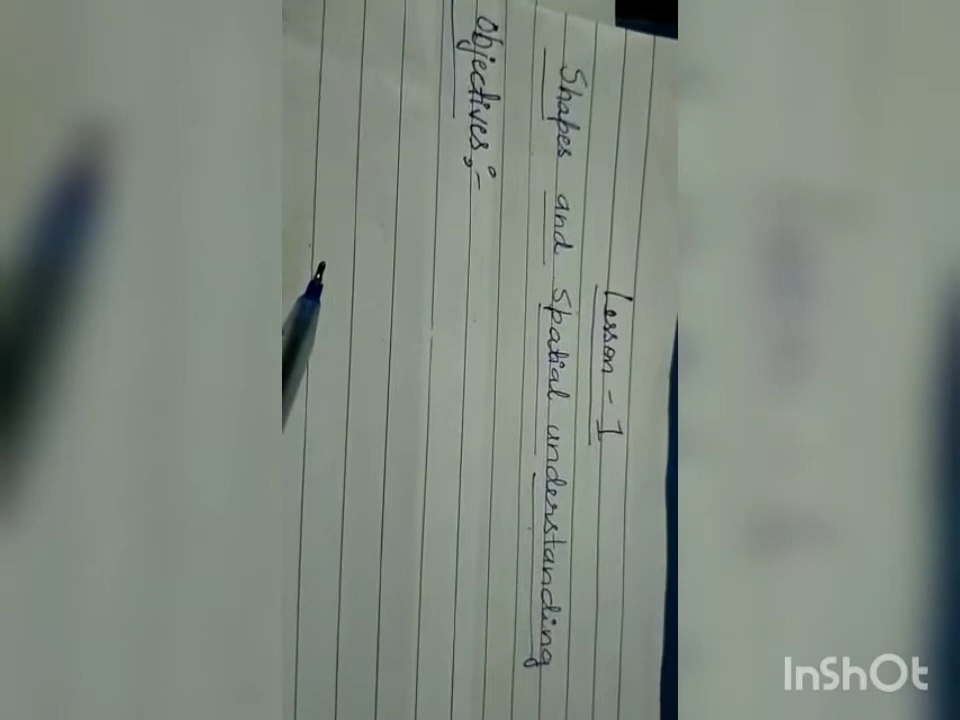 Lesson - 1
Shapes and Spatial understanding
Objectives:-
InShOt